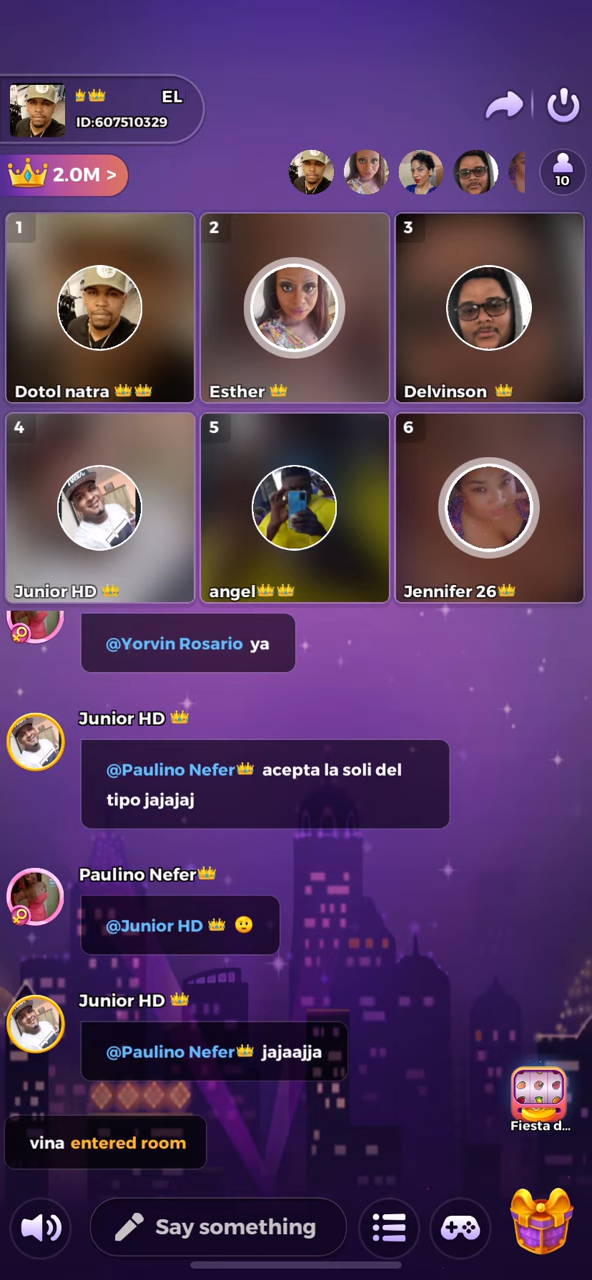 👑👑 EL
ID:607510329
2.0M >
10
1
2
3
Dotol natra 👑👑
Esther 👑
Delvinson 👑
4
5
6
Junior HD 👑
angel👑👑
Jennifer 26👑
@Yorvin Rosario ya
Junior HD 👑
@Paulino Nefer👑 acepta la soli del
tipo jajajaj
Paulino Nefer👑
@Junior HD 👑 🫤
Junior HD 👑
@Paulino Nefer👑 jajaajja
Fiesta d...
vina entered room
Say something